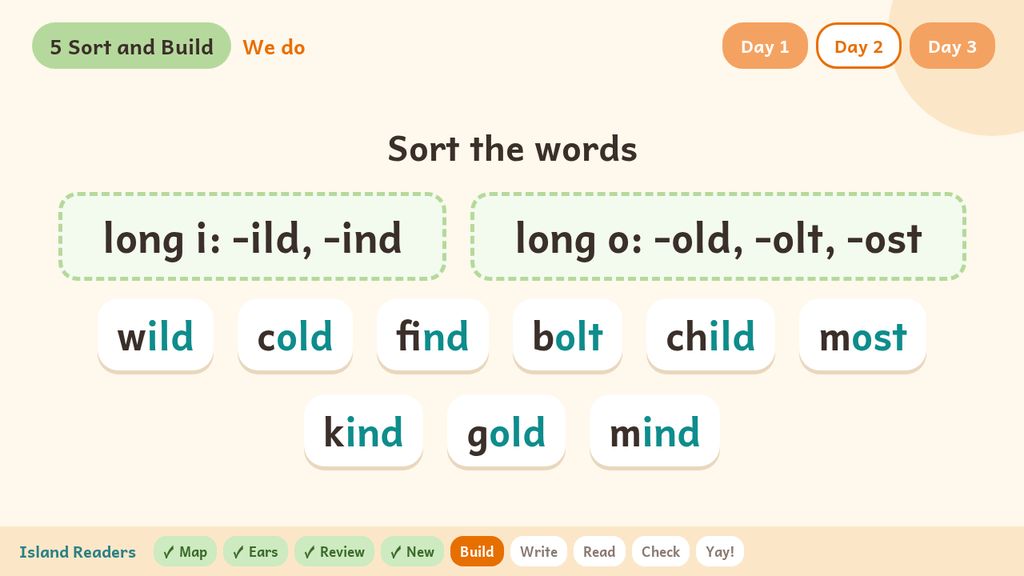 5 Sort and Build We do Day 1 Day 2 Day 3
Sort the words
long i: -ild, -ind long o: -old, -olt, -ost
wild cold find bolt child most
kind gold mind
Island Readers ✓ Map ✓ Ears ✓ Review ✓ New Build Write Read Check Yay!